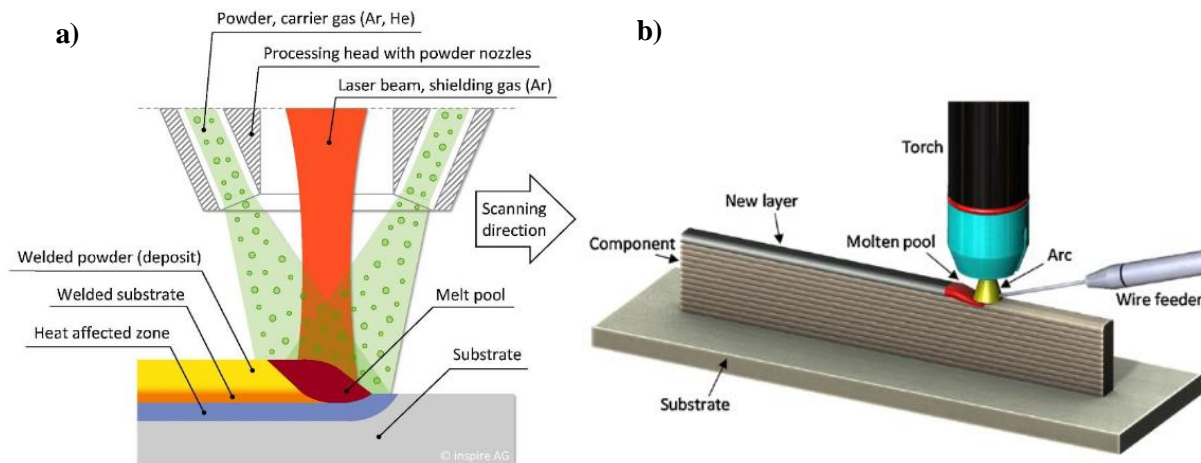 a)
Powder, carrier gas (Ar, He)
Processing head with powder nozzles
Laser beam, shielding gas (Ar)
Scanning
direction
Welded powder (deposit)
Welded substrate
Heat affected zone
Melt pool
Substrate
© Inspire AG
b)
Torch
New layer
Component
Molten pool
Arc
Wire feeder
Substrate